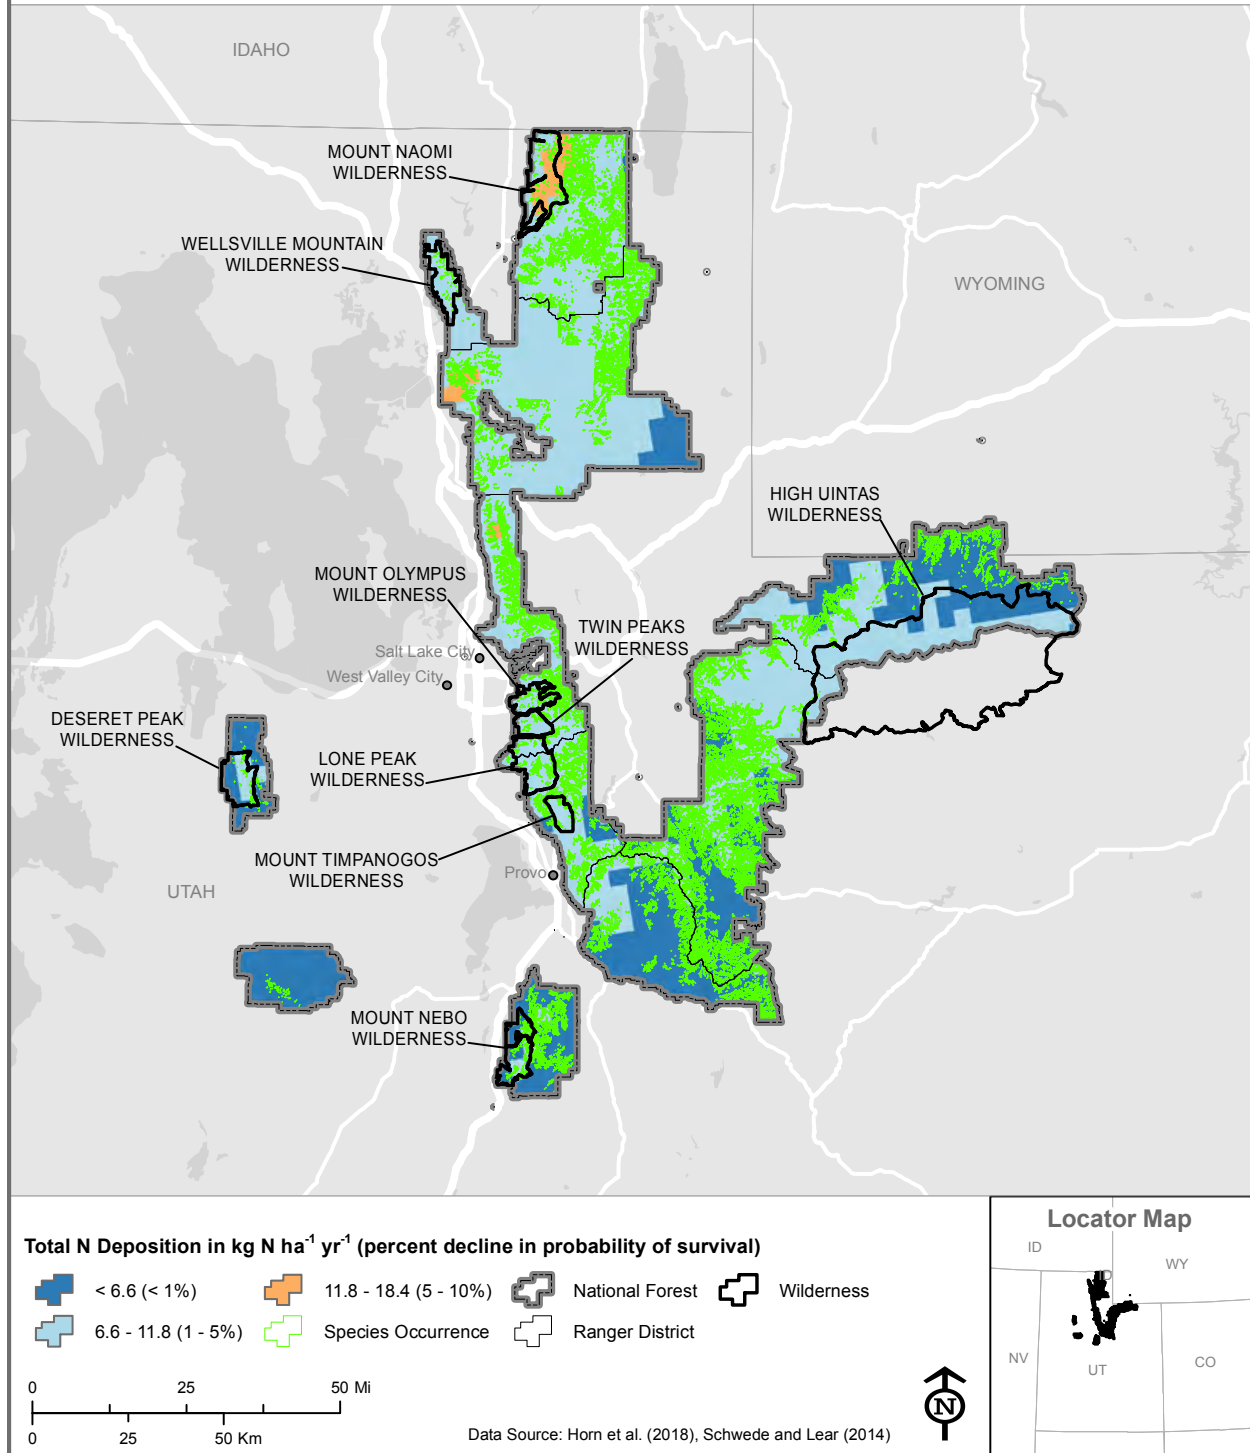 IDAHO
MOUNT NAOMI
WILDERNESS
WELLSVILLE MOUNTAIN
WILDERNESS
WYOMING
HIGH UINTAS
WILDERNESS
MOUNT OLYMPUS
WILDERNESS
TWIN PEAKS
WILDERNESS
Salt Lake City
West Valley City
DESERET PEAK
WILDERNESS
LONE PEAK
WILDERNESS
MOUNT TIMPANOGOS
WILDERNESS
Provo
UTAH
MOUNT NEBO
WILDERNESS
Total N Deposition in kg N ha-1 yr-1 (percent decline in probability of survival)
< 6.6 (< 1%)
11.8 - 18.4 (5 - 10%)
National Forest
Wilderness
6.6 - 11.8 (1 - 5%)
Species Occurrence
Ranger District
0 25 50 Mi
0 25 50 Km
N
Data Source: Horn et al. (2018), Schwede and Lear (2014)
Locator Map
ID
WY
NV
UT
CO